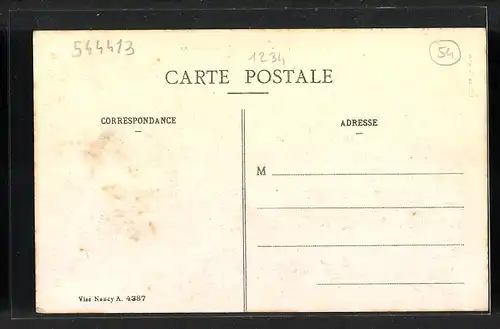 544413
1234
54
CARTE POSTALE
CORRESPONDANCE
ADRESSE
M
Visé Nancy A. 4387